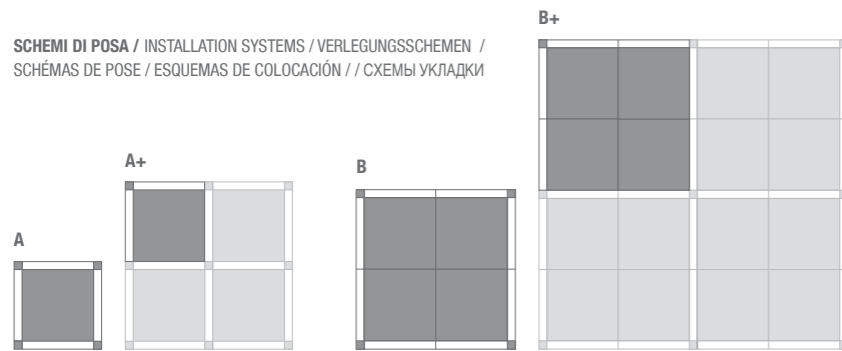 SCHEMI DI POSA / INSTALLATION SYSTEMS / VERLEGUNGSSCHEMEN /
SCHÉMAS DE POSE / ESQUEMAS DE COLOCACIÓN / / СХЕМЫ УКЛАДКИ
A
A+
B
B+